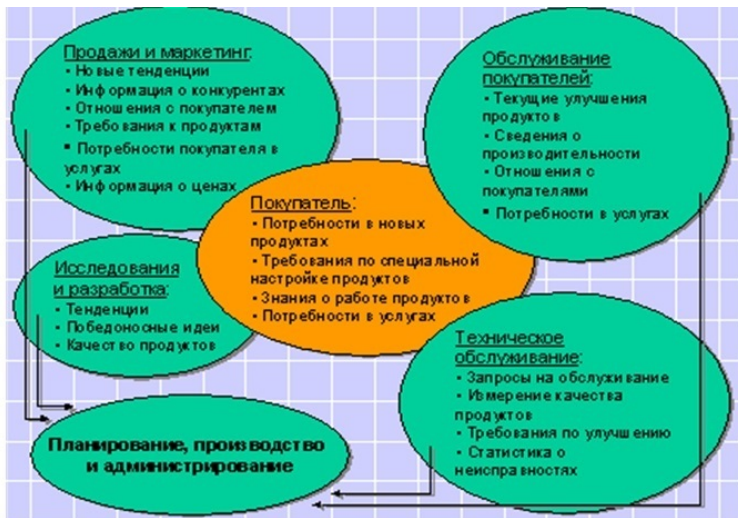 Продажи и маркетинг:
• Новые тенденции
• Информация о конкурентах
• Отношения с покупателем
• Требования к продуктам
▪ Потребности покупателя в
услугах
• Информация о ценах
Обслуживание
покупателей:
• Текущие улучшения
продуктов
• Сведения о
производительности
• Отношения с
покупателями
▪ Потребности в услугах
Покупатель:
• Потребности в новых
продуктах
• Требования по специальной
настройке продуктов
• Знания о работе продуктов
• Потребности в услугах
Исследования
и разработка:
• Тенденции
• Победоносные идеи
• Качество продуктов
Техническое
обслуживание:
• Запросы на обслуживание
• Измерение качества
продуктов
• Требования по улучшению
• Статистика о
неисправностях
Планирование, производство
и администрирование